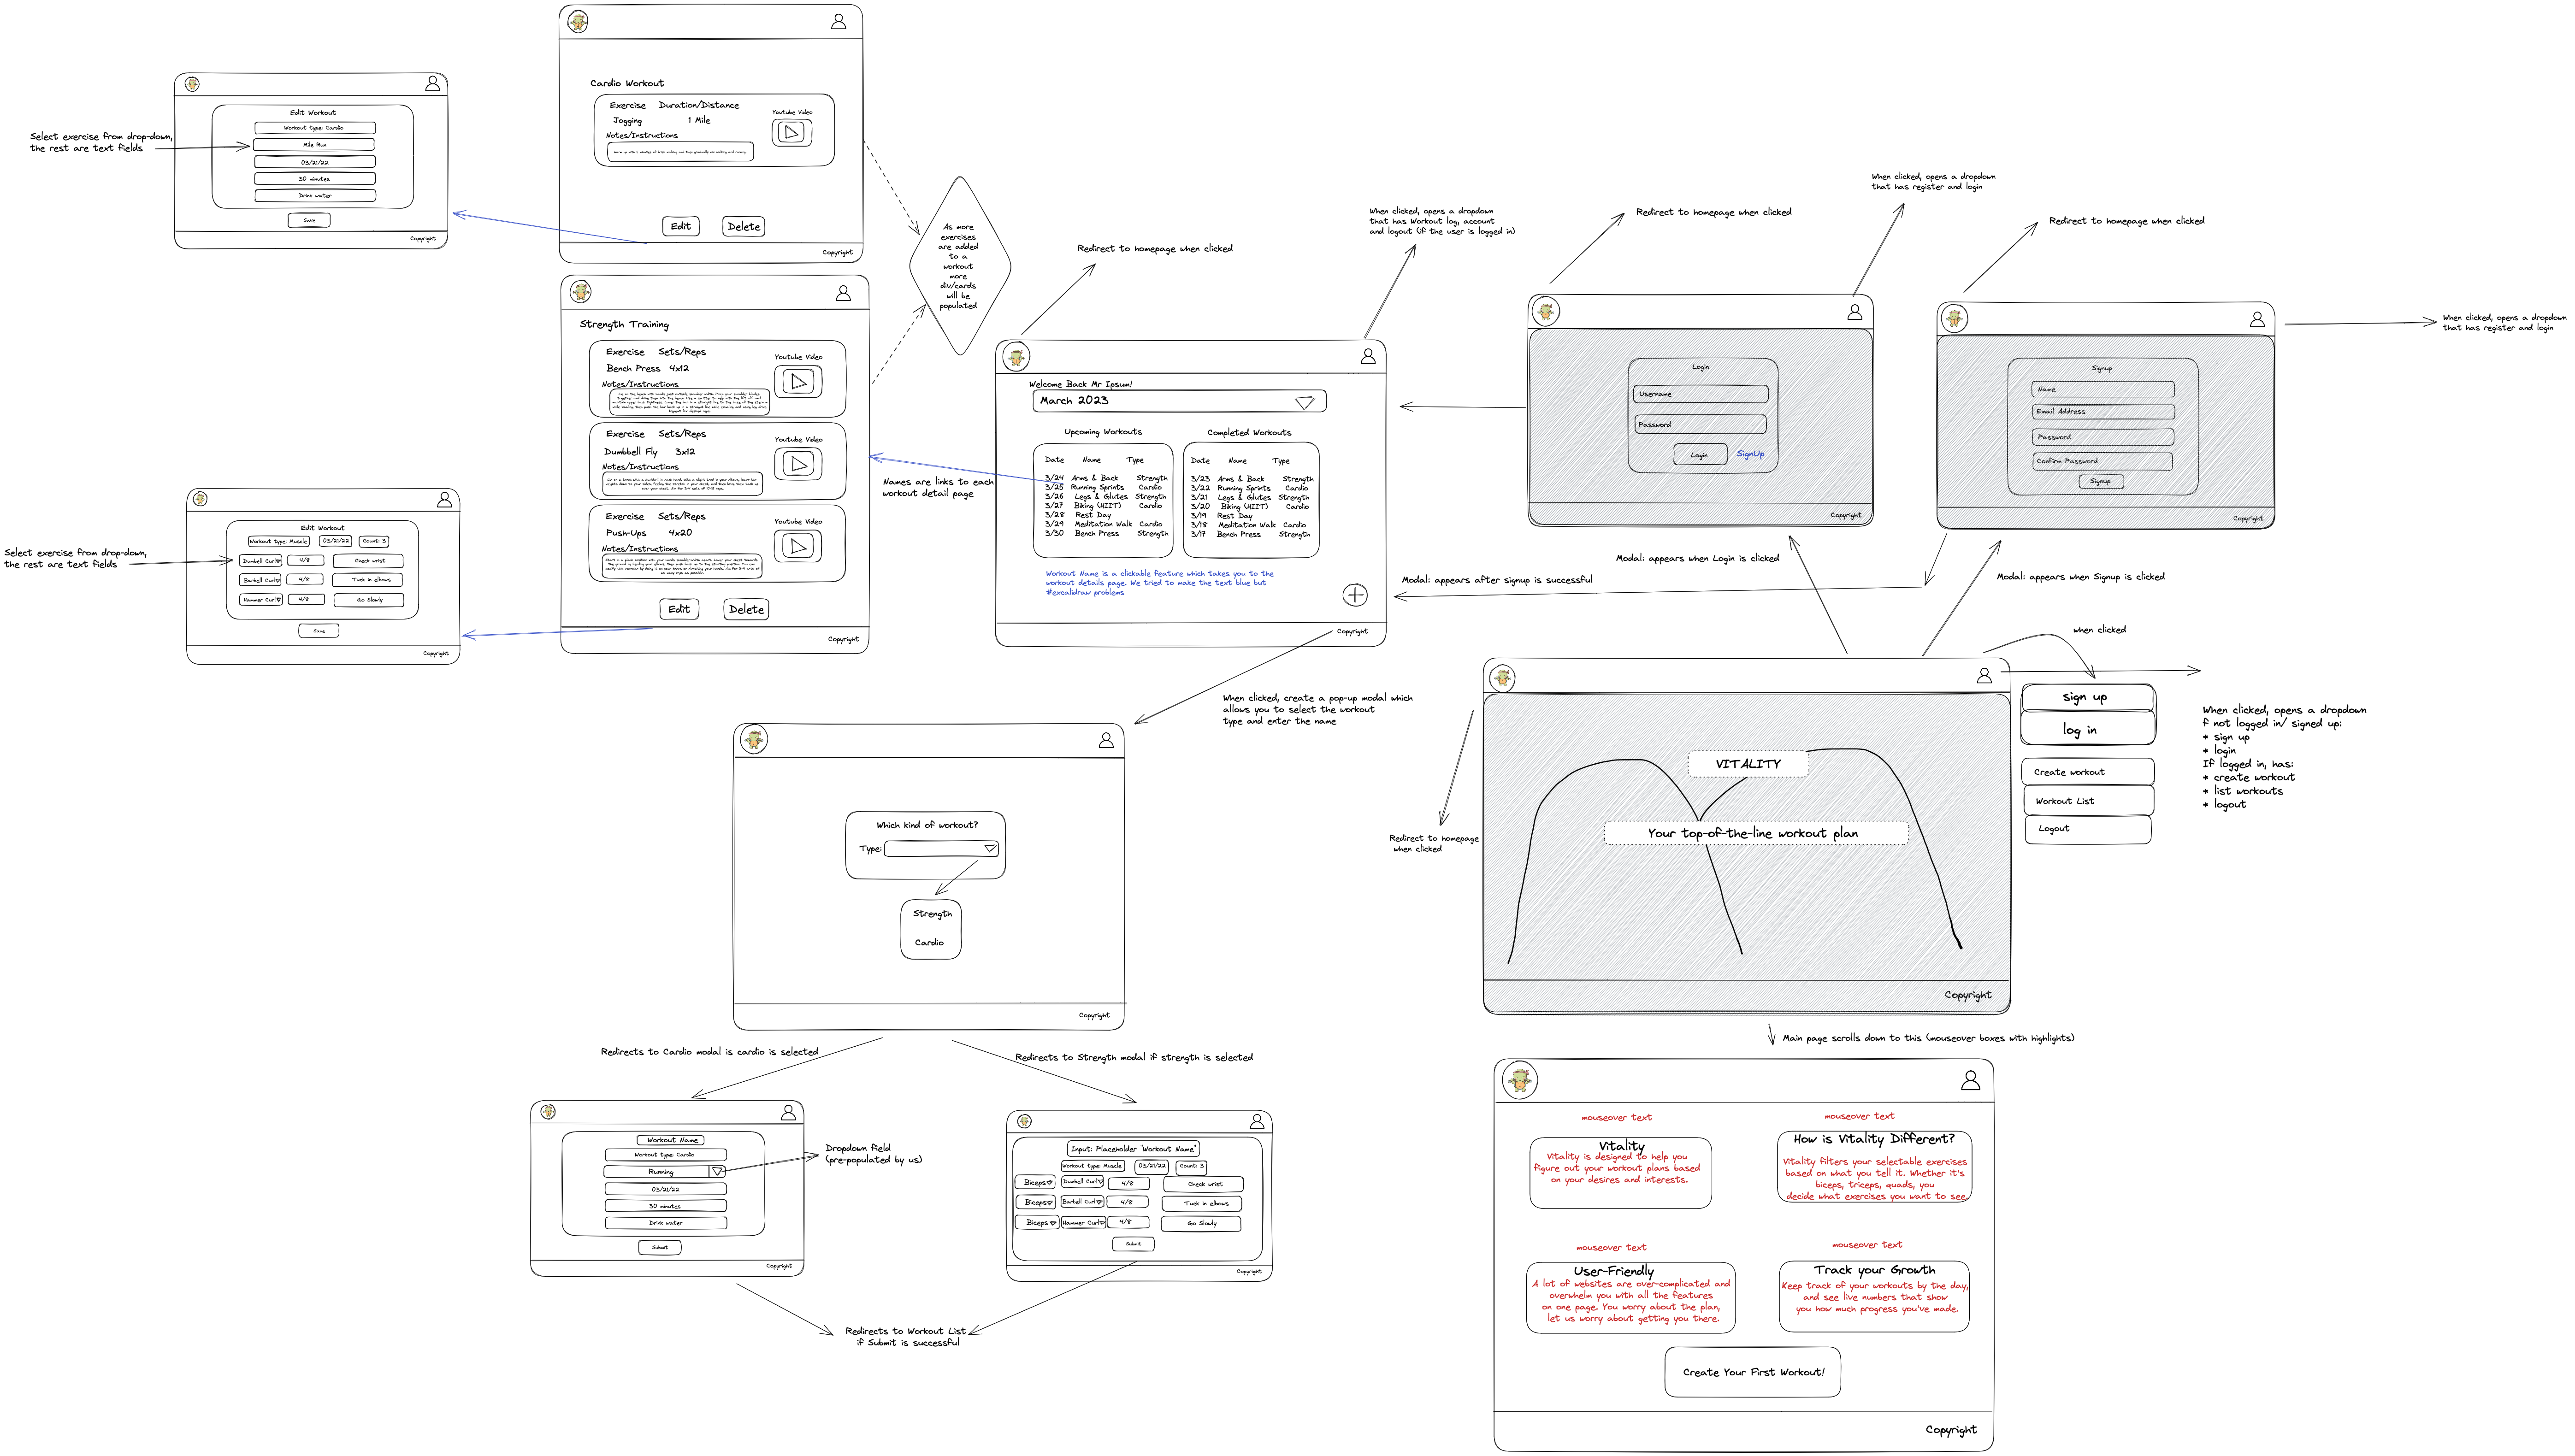 Edit Workout
Workout type: Cardio
Mile Run
03/21/22
30 minutes
Drink water
Save
Copyright
Select exercise from drop-down,
the rest are text fields
Cardio Workout
Exercise Duration/Distance
Jogging 1 Mile
Notes/Instructions
Youtube Video
Edit Delete
Copyright
As more
exercises
are added
to a
workout
more
div/cards
will be
populated
Strength Training
Exercise Sets/Reps
Bench Press 4x12
Notes/Instructions
Youtube Video
Exercise Sets/Reps
Dumbbell Fly 3x12
Notes/Instructions
Youtube Video
Exercise Sets/Reps
Push-Ups 4x20
Notes/Instructions
Youtube Video
Edit Delete
Copyright
Select exercise from drop-down,
the rest are text fields
Edit Workout
Workout type: Muscle 03/21/22 Count: 3
Dumbell Curl 4/8 Check wrist
Barbell Curl 4/8 Tuck in elbows
Hammer Curl 4/8 Go Slowly
Save
Copyright
Names are links to each
workout detail page
Redirect to homepage when clicked
When clicked, opens a dropdown
that has Workout log, account
and logout (if the user is logged in)
Welcome Back Mr Ipsum!
March 2023
Upcoming Workouts
Date Name Type
3/24 Arms & Back Strength
3/25 Running Sprints Cardio
3/26 Legs & Glutes Strength
3/27 Biking (HIIT) Cardio
3/28 Rest Day
3/29 Meditation Walk Cardio
3/30 Bench Press Strength
Completed Workouts
Date Name Type
3/23 Arms & Back Strength
3/22 Running Sprints Cardio
3/21 Legs & Glutes Strength
3/20 Biking (HIIT) Cardio
3/19 Rest Day
3/18 Meditation Walk Cardio
3/17 Bench Press Strength
Workout Name is a clickable feature which takes you to the
workout details page. We tried to make the text blue but
#excalidraw problems
Copyright
Redirect to homepage when clicked
When clicked, opens a dropdown
that has register and login
Login
Username
Password
Login SignUp
Copyright
Redirect to homepage when clicked
When clicked, opens a dropdown
that has register and login
Signup
Name
Email Address
Password
Confirm Password
Signup
Copyright
Modal: appears when Login is clicked
Modal: appears after signup is successful
Modal: appears when Signup is clicked
when clicked
sign up
log in
Create workout
Workout List
Logout
When clicked, opens a dropdown
f not logged in/ signed up:
* sign up
* login
If logged in, has:
* create workout
* list workouts
* logout
VITALITY
Your top-of-the-line workout plan
Copyright
Redirect to homepage
when clicked
When clicked, create a pop-up modal which
allows you to select the workout
type and enter the name
Which kind of workout?
Type:
Strength
Cardio
Copyright
Redirects to Cardio modal is cardio is selected
Redirects to Strength modal if strength is selected
Workout Name
Workout type: Cardio
Running
03/21/22
30 minutes
Drink water
Submit
Copyright
Dropdown field
(pre-populated by us)
Input: Placeholder "Workout Name"
Workout type: Muscle 03/21/22 Count: 3
Biceps Dumbell Curl 4/8 Check wrist
Biceps Barbell Curl 4/8 Tuck in elbows
Biceps Hammer Curl 4/8 Go Slowly
Submit
Copyright
Redirects to Workout List
if Submit is successful
Main page scrolls down to this (mouseover boxes with highlights)
mouseover text
Vitality
Vitality is designed to help you
figure out your workout plans based
on your desires and interests.
mouseover text
How is Vitality Different?
Vitality filters your selectable exercises
based on what you tell it. Whether it's
biceps, triceps, quads, you
decide what exercises you want to see.
mouseover text
User-Friendly
A lot of websites are over-complicated and
overwhelm you with all the features
on one page. You worry about the plan,
let us worry about getting you there.
mouseover text
Track your Growth
Keep track of your workouts by the day,
and see live numbers that show
you how much progress you've made.
Create Your First Workout!
Copyright